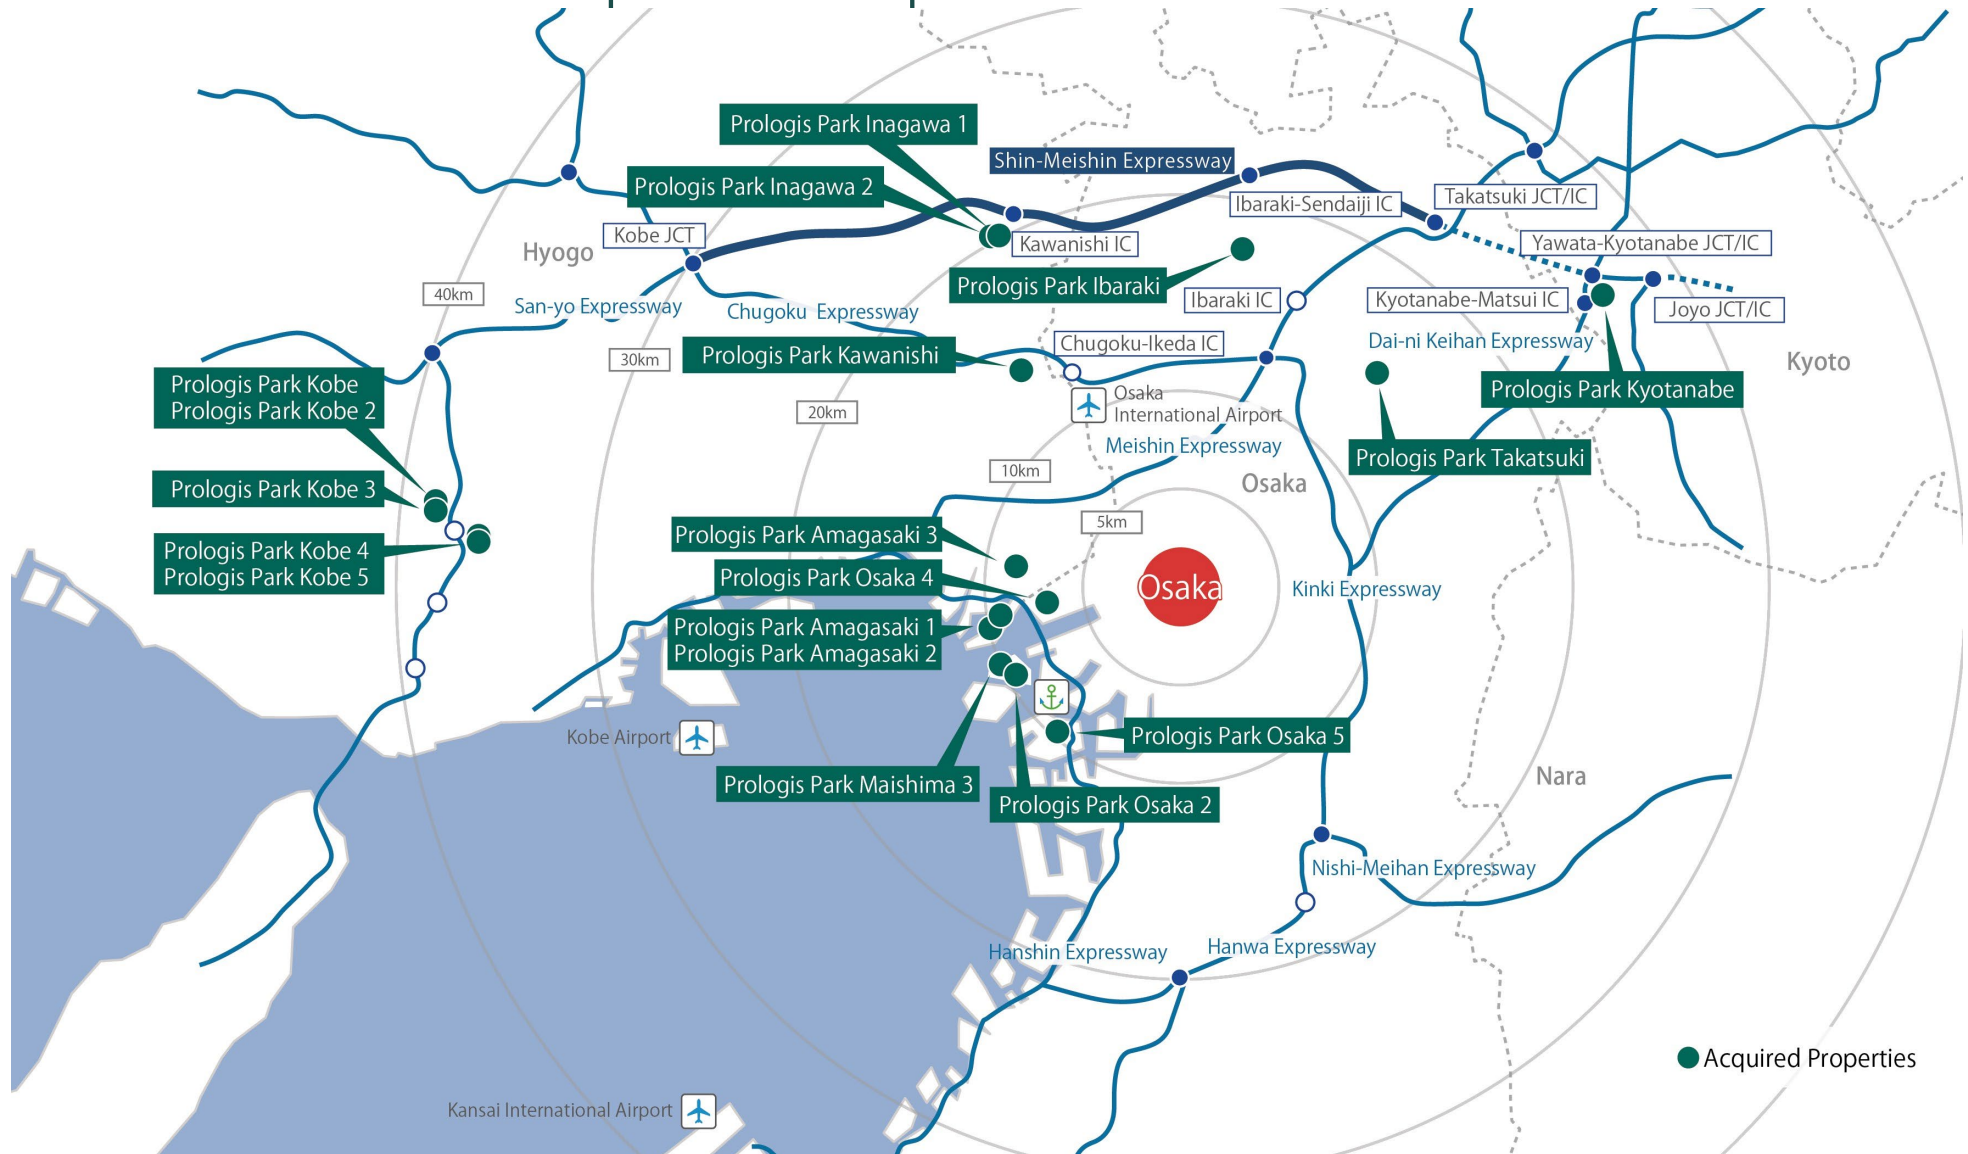 Prologis Park Inagawa 1
Shin-Meishin Expressway
Prologis Park Inagawa 2
Ibaraki-Sendaiji IC
Takatsuki JCT/IC
Kobe JCT
Kawanishi IC
Yawata-Kyotanabe JCT/IC
Hyogo
Prologis Park Ibaraki
40km
San-yo Expressway
Chugoku Expressway
Ibaraki IC
Kyotanabe-Matsui IC
Joyo JCT/IC
Dai-ni Keihan Expressway
Chugoku-Ikeda IC
Prologis Park Kawanishi
30km
Kyoto
Prologis Park Kobe
Prologis Park Kobe 2
Osaka
International Airport
Prologis Park Kyotanabe
20km
Meishin Expressway
Prologis Park Takatsuki
10km
Osaka
Prologis Park Kobe 3
5km
Prologis Park Amagasaki 3
Prologis Park Kobe 4
Prologis Park Kobe 5
Prologis Park Osaka 4
Osaka
Kinki Expressway
Prologis Park Amagasaki 1
Prologis Park Amagasaki 2
Kobe Airport
Prologis Park Osaka 5
Prologis Park Maishima 3
Prologis Park Osaka 2
Nara
Nishi-Meihan Expressway
Hanshin Expressway
Hanwa Expressway
Acquired Properties
Kansai International Airport